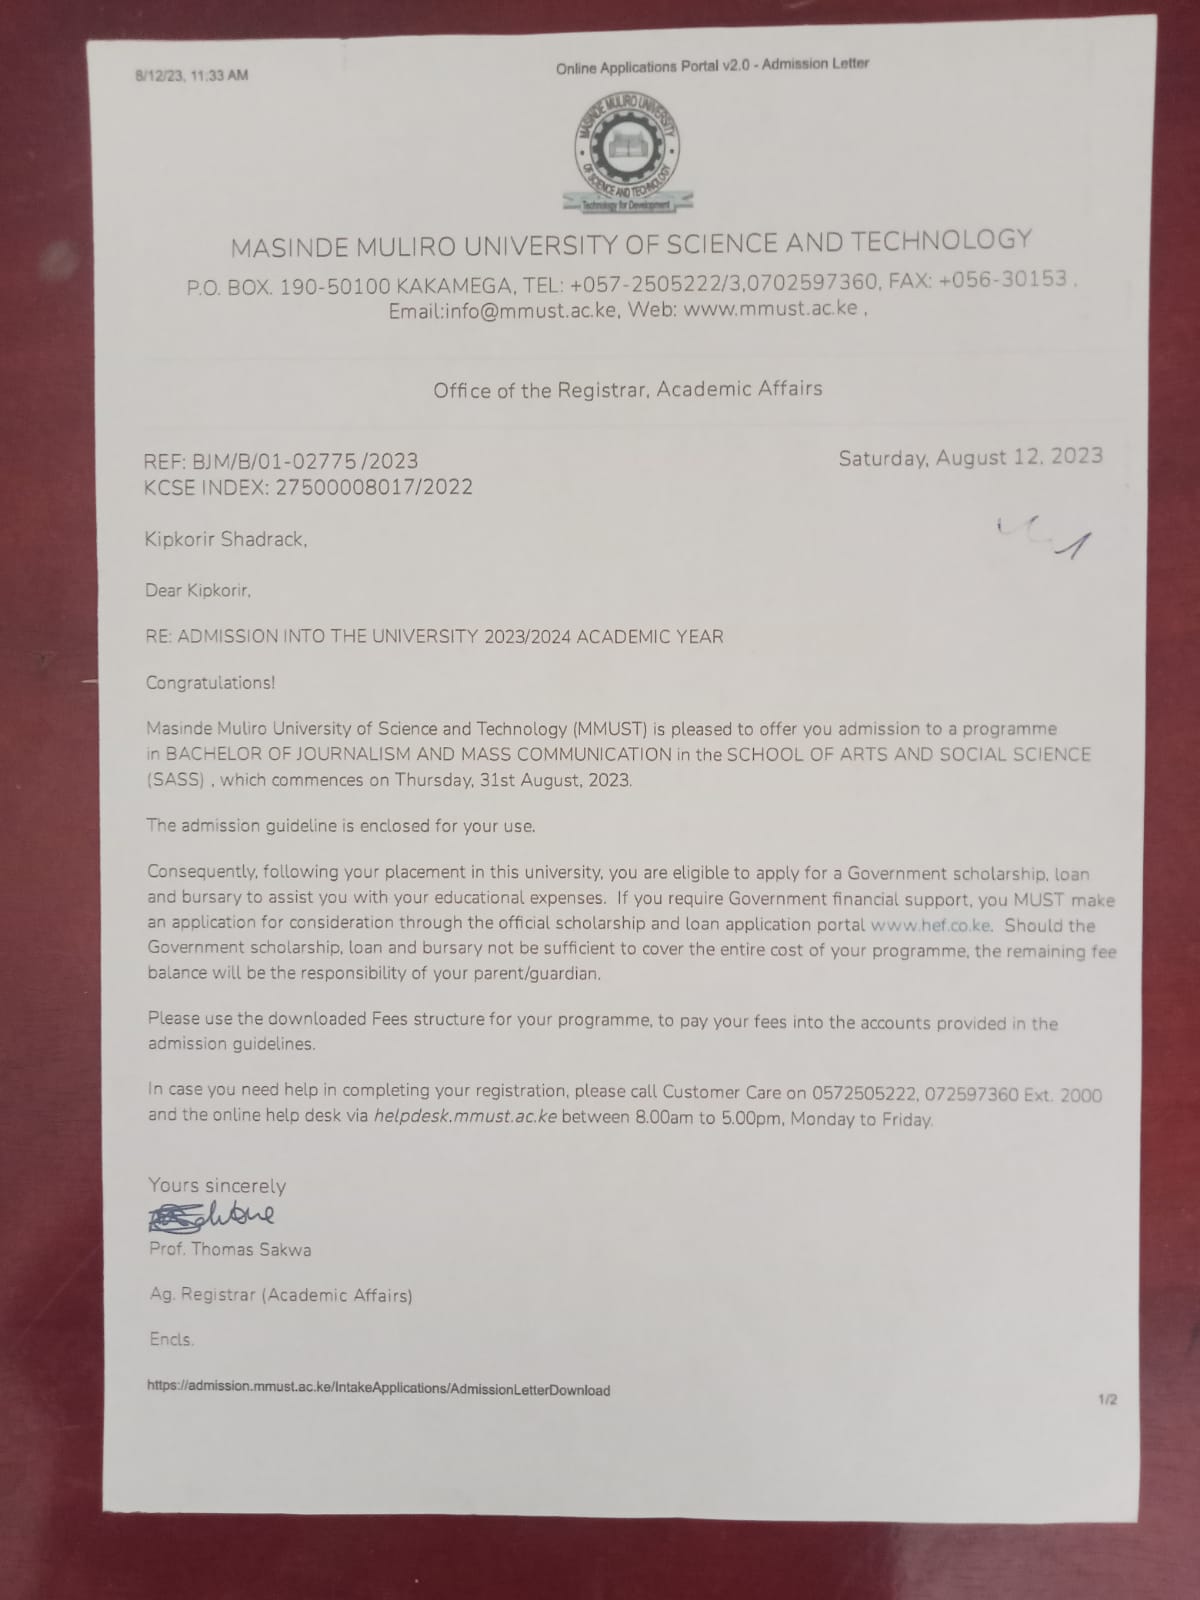 8/12/23, 11:33 AM
Online Applications Portal v2.0 - Admission Letter
MASINDE MULIRO UNIVERSITY
OF SCIENCE AND TECHNOLOGY
Technology for Development
MASINDE MULIRO UNIVERSITY OF SCIENCE AND TECHNOLOGY
P.O. BOX. 190-50100 KAKAMEGA, TEL: +057-2505222/3,0702597360, FAX: +056-30153 ,
Email:info@mmust.ac.ke, Web: www.mmust.ac.ke ,
Office of the Registrar, Academic Affairs
REF: BJM/B/01-02775 /2023
Saturday, August 12, 2023
KCSE INDEX: 27500008017/2022
Kipkorir Shadrack,
Dear Kipkorir,
RE: ADMISSION INTO THE UNIVERSITY 2023/2024 ACADEMIC YEAR
Congratulations!
Masinde Muliro University of Science and Technology (MMUST) is pleased to offer you admission to a programme
in BACHELOR OF JOURNALISM AND MASS COMMUNICATION in the SCHOOL OF ARTS AND SOCIAL SCIENCE
(SASS) , which commences on Thursday, 31st August, 2023.
The admission guideline is enclosed for your use.
Consequently, following your placement in this university, you are eligible to apply for a Government scholarship, loan
and bursary to assist you with your educational expenses. If you require Government financial support, you MUST make
an application for consideration through the official scholarship and loan application portal www.hef.co.ke. Should the
Government scholarship, loan and bursary not be sufficient to cover the entire cost of your programme, the remaining fee
balance will be the responsibility of your parent/guardian.
Please use the downloaded Fees structure for your programme, to pay your fees into the accounts provided in the
admission guidelines.
In case you need help in completing your registration, please call Customer Care on 0572505222, 072597360 Ext. 2000
and the online help desk via helpdesk.mmust.ac.ke between 8.00am to 5.00pm, Monday to Friday.
Yours sincerely
Prof. Thomas Sakwa
Ag. Registrar (Academic Affairs)
Encls.
https://admission.mmust.ac.ke/IntakeApplications/AdmissionLetterDownload
1/2